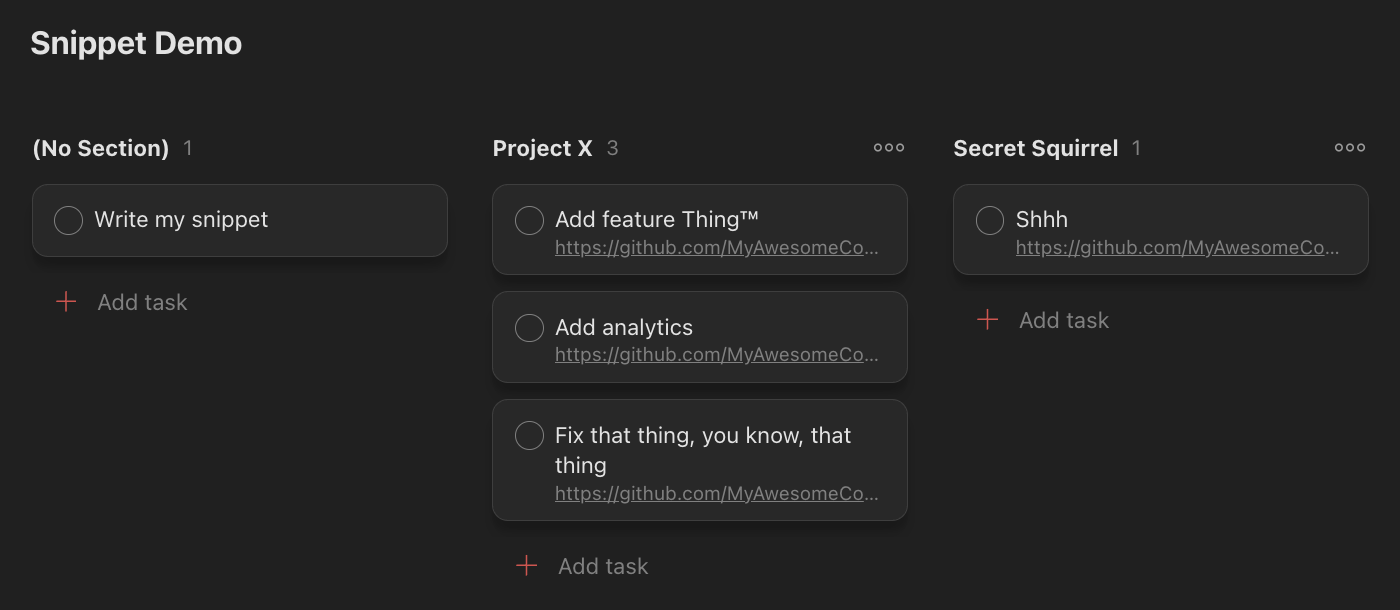 Snippet Demo
(No Section) 1
Write my snippet
Add task
Project X 3
Add feature Thing™
https://github.com/MyAwesomeCo...
Add analytics
https://github.com/MyAwesomeCo...
Fix that thing, you know, that
thing
https://github.com/MyAwesomeCo...
Add task
Secret Squirrel 1
Shhh
https://github.com/MyAwesomeCo...
Add task